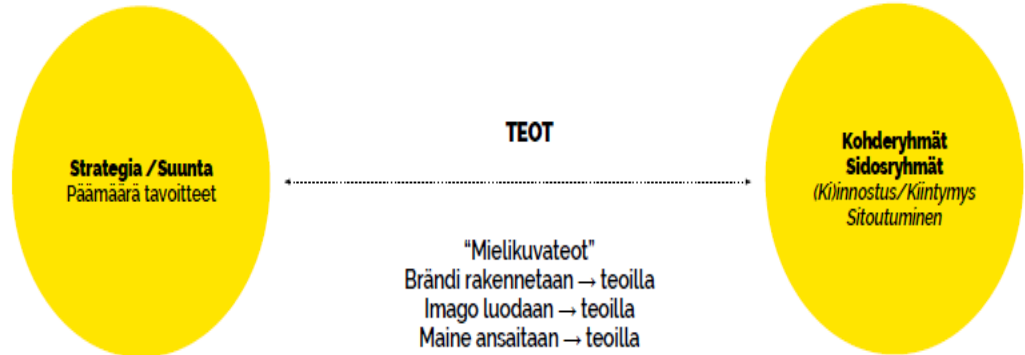 Strategia / Suunta
Päämäärä tavoitteet
TEOT
“Mielikuvateot”
Brändi rakennetaan → teoilla
Imago luodaan → teoilla
Maine ansaitaan → teoilla
Kohderyhmät
Sidosryhmät
(Ki)innostus/Kiintymys
Sitoutuminen